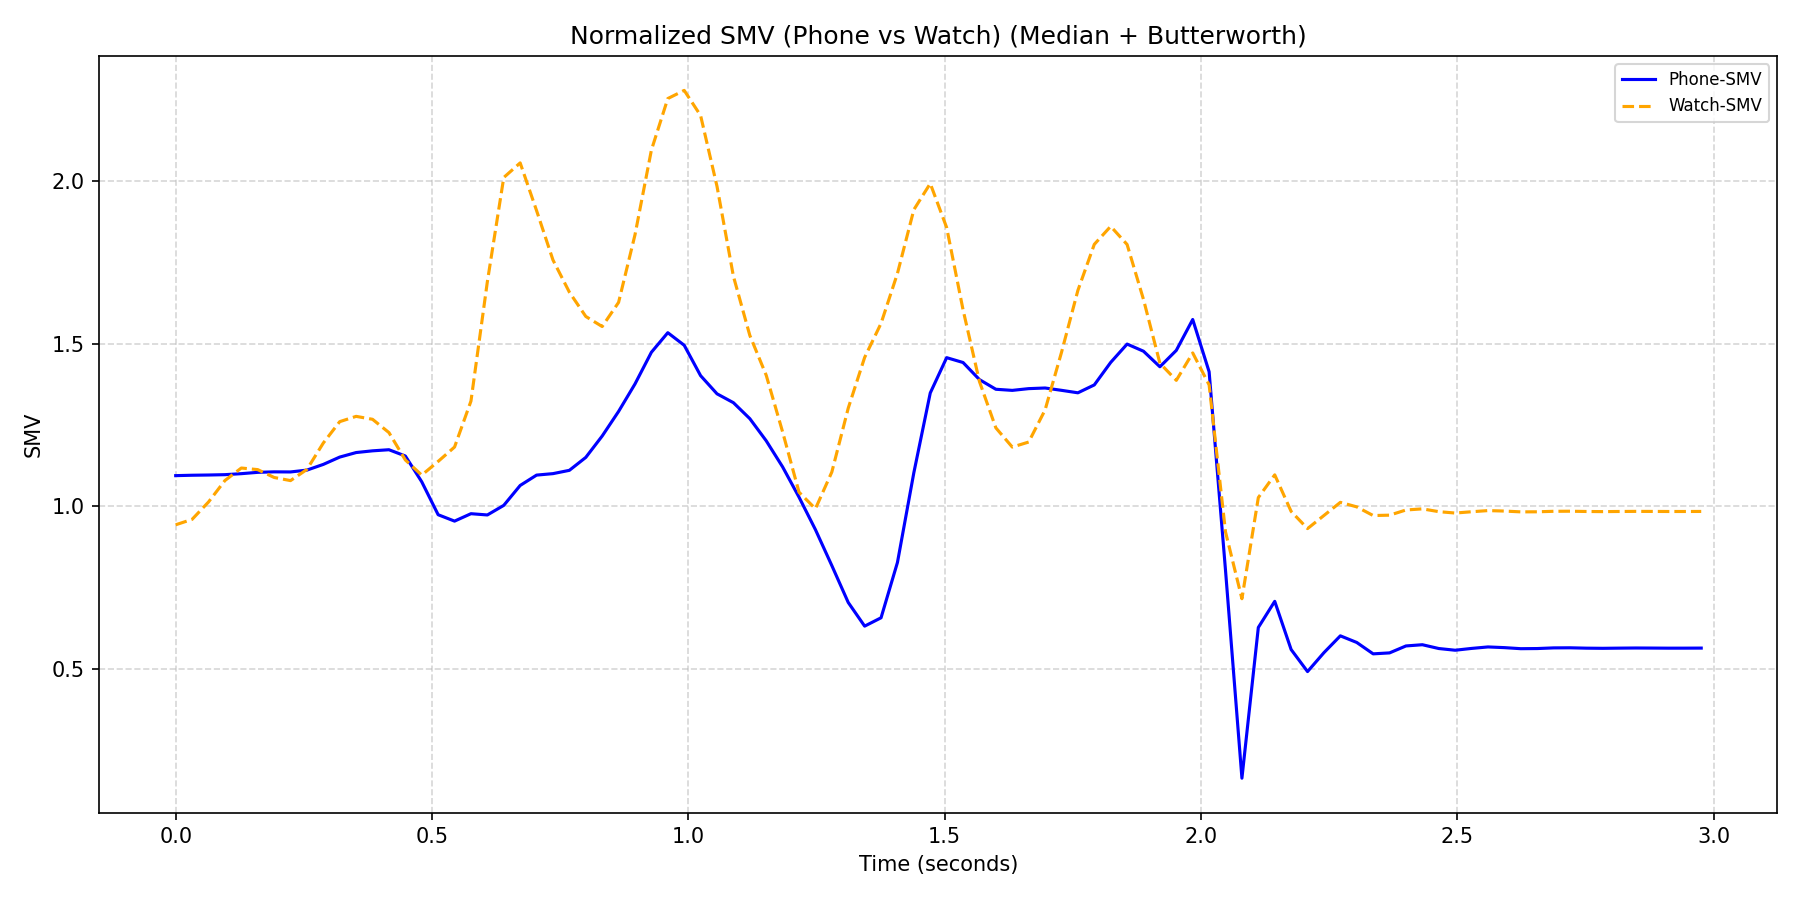 Normalized SMV (Phone vs Watch) (Median + Butterworth)
Phone-SMV
Watch-SMV
SMV
2.0
1.5
1.0
0.5
0.0
0.5
1.0
1.5
2.0
2.5
3.0
Time (seconds)